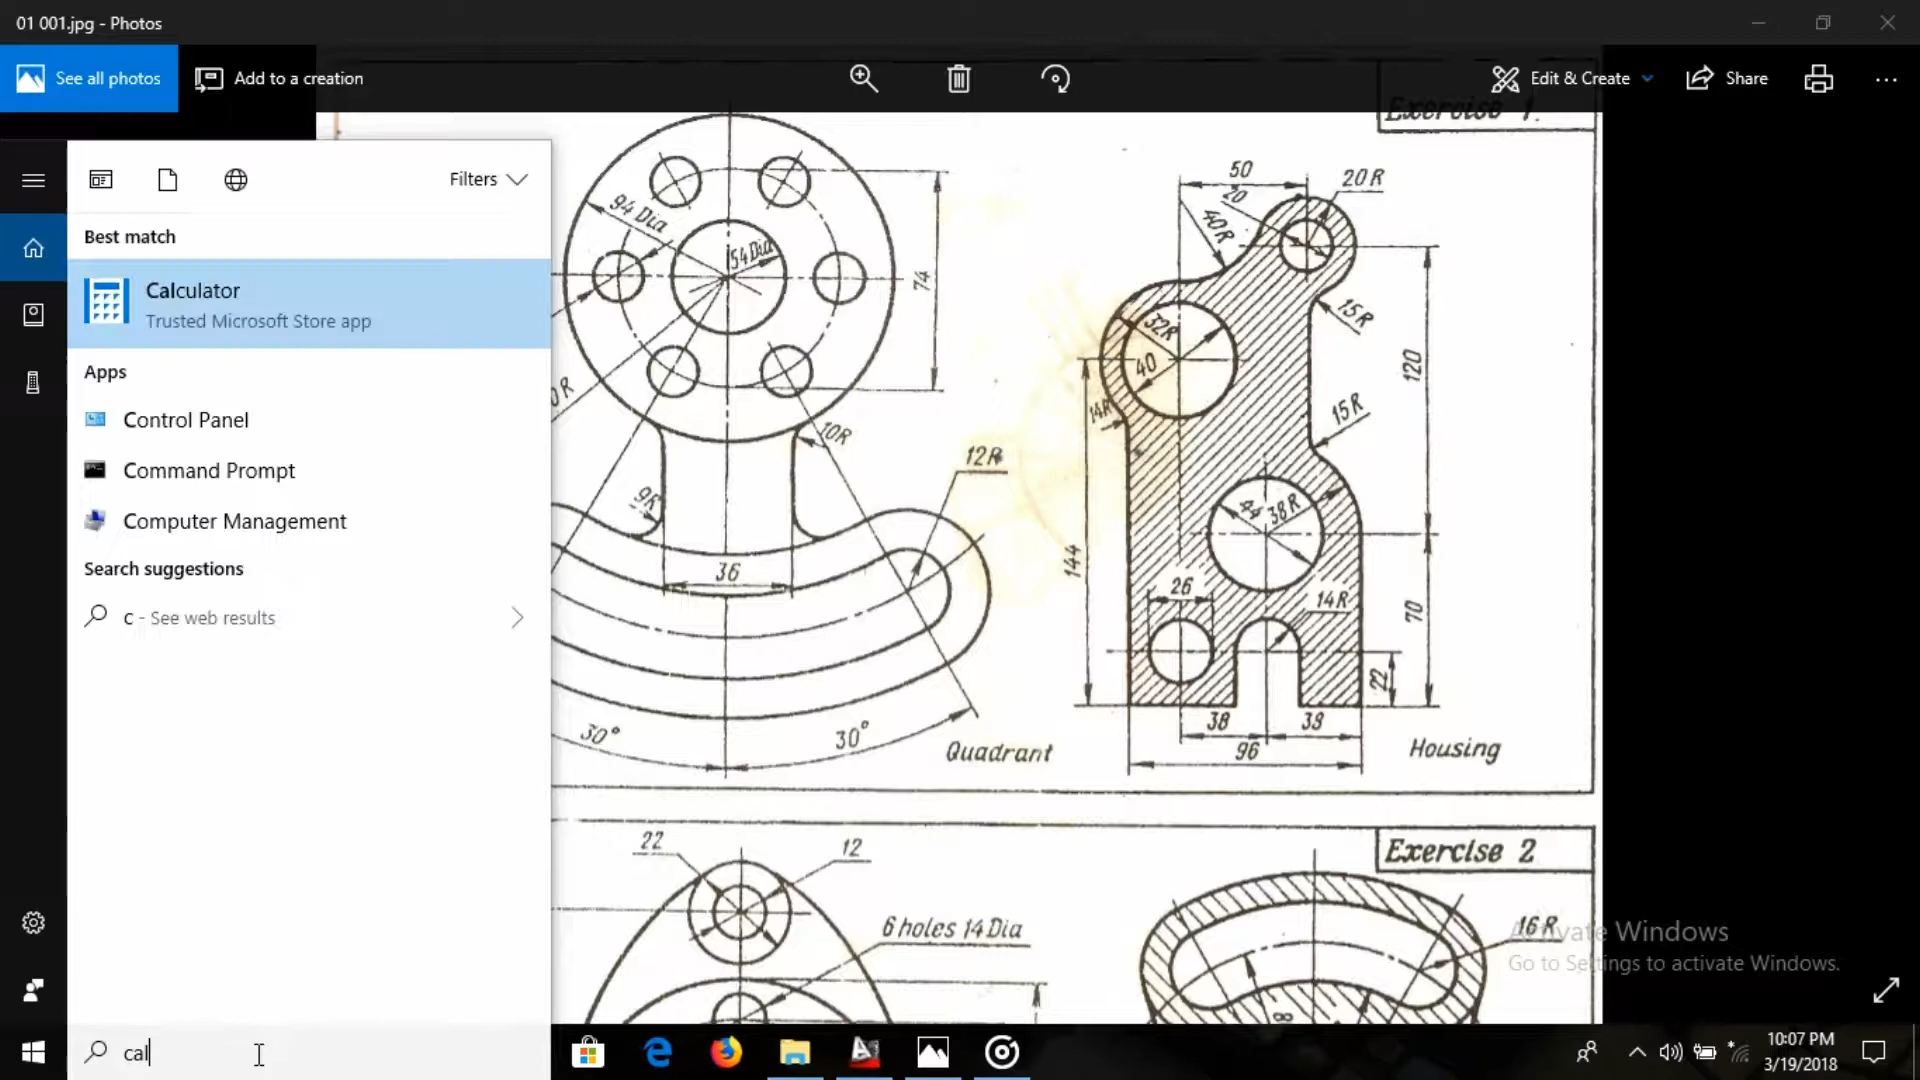 01 001.jpg - Photos
See all photos
Add to a creation
Edit & Create
Share
Exercise 1.
Filters
Best match
Calculator
Trusted Microsoft Store app
Apps
Control Panel
Command Prompt
Computer Management
Search suggestions
c - See web results
cal
94 Dia
54 Dia
74
10R
9R
12R
36
30°
30°
Quadrant
50
20
20R
40R
15R
32R
40
14R
15R
120
44
38R
144
26
14R
70
22
38
38
96
Housing
Exercise 2
22
12
6 holes 14 Dia
16 R
8
Activate Windows
Go to Settings to activate Windows.
10:07 PM
3/19/2018